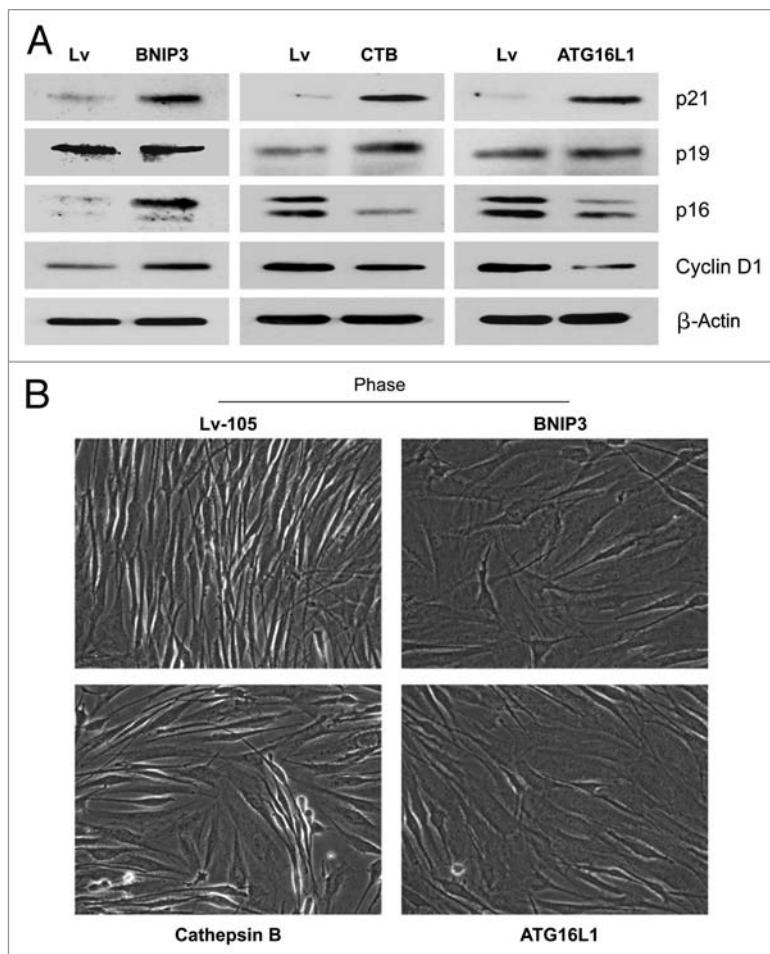 A
Lv BNIP3 Lv CTB Lv ATG16L1
p21
p19
p16
Cyclin D1
β-Actin
B
Phase
Lv-105 BNIP3
Cathepsin B ATG16L1